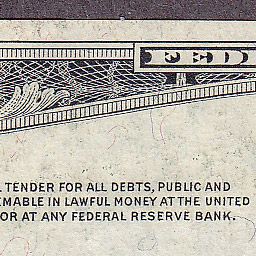 FED
L TENDER FOR ALL DEBTS, PUBLIC AND
EMABLE IN LAWFUL MONEY AT THE UNITED
OR AT ANY FEDERAL RESERVE BANK.